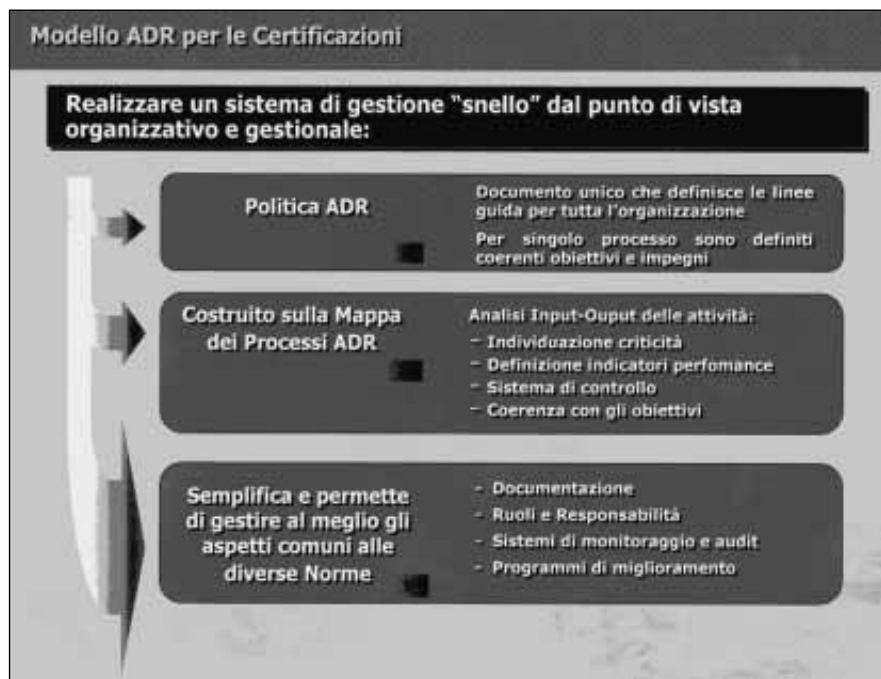 Modello ADR per le Certificazioni
Realizzare un sistema di gestione "snello" dal punto di vista
organizzativo e gestionale:
Politica ADR
Documento unico che definisce le linee
guida per tutta l'organizzazione
Per singolo processo sono definiti
coerenti obiettivi e impegni
Costruito sulla Mappa
dei Processi ADR
Analisi Input-Ouput delle attività:
– Individuazione criticità
– Definizione indicatori perfomance
– Sistema di controllo
– Coerenza con gli obiettivi
Semplifica e permette
di gestire al meglio gli
aspetti comuni alle
diverse Norme
- Documentazione
- Ruoli e Responsabilità
- Sistemi di monitoraggio e audit
- Programmi di miglioramento